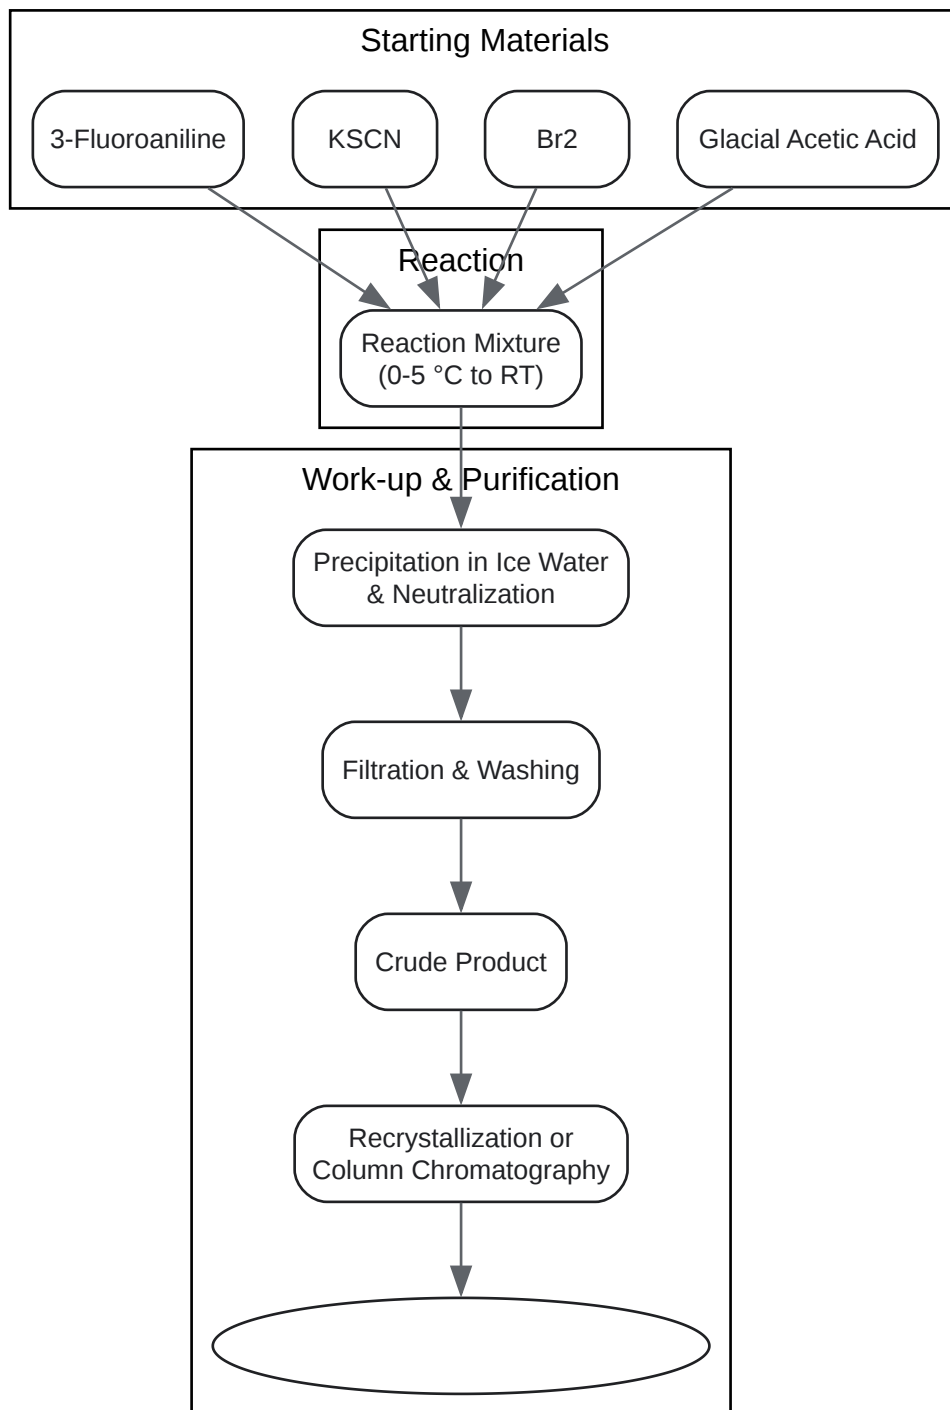 Starting Materials
3-Fluoroaniline
KSCN
Br2
Glacial Acetic Acid
Reaction
Reaction Mixture
(0-5 °C to RT)
Work-up & Purification
Precipitation in Ice Water
& Neutralization
Filtration & Washing
Crude Product
Recrystallization or
Column Chromatography